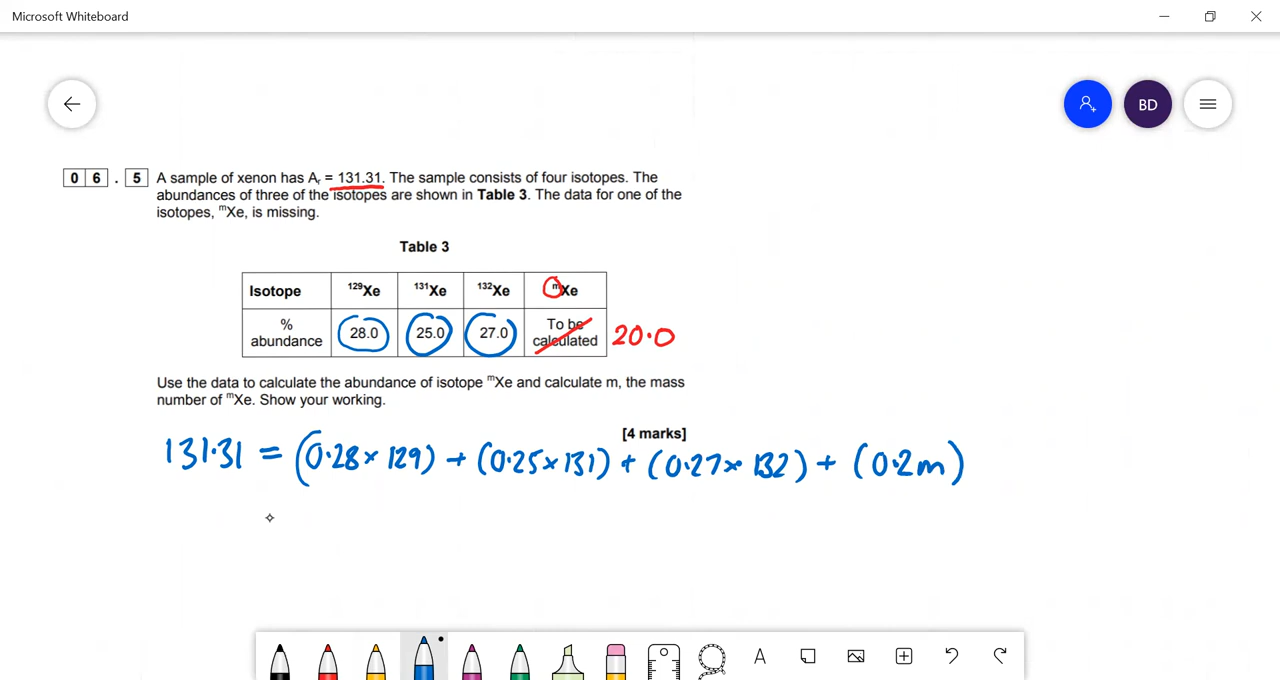 Microsoft Whiteboard
BD
0 6 . 5 A sample of xenon has Ar = 131.31. The sample consists of four isotopes. The
abundances of three of the isotopes are shown in Table 3. The data for one of the
isotopes, mXe, is missing.
Table 3
Isotope 129Xe 131Xe 132Xe mXe
% abundance 28.0 25.0 27.0 To be calculated 20.0
Use the data to calculate the abundance of isotope mXe and calculate m, the mass
number of mXe. Show your working.
[4 marks]
131.31 = (0.28 × 129) + (0.25 × 131) + (0.27 × 132) + (0.2m)
A